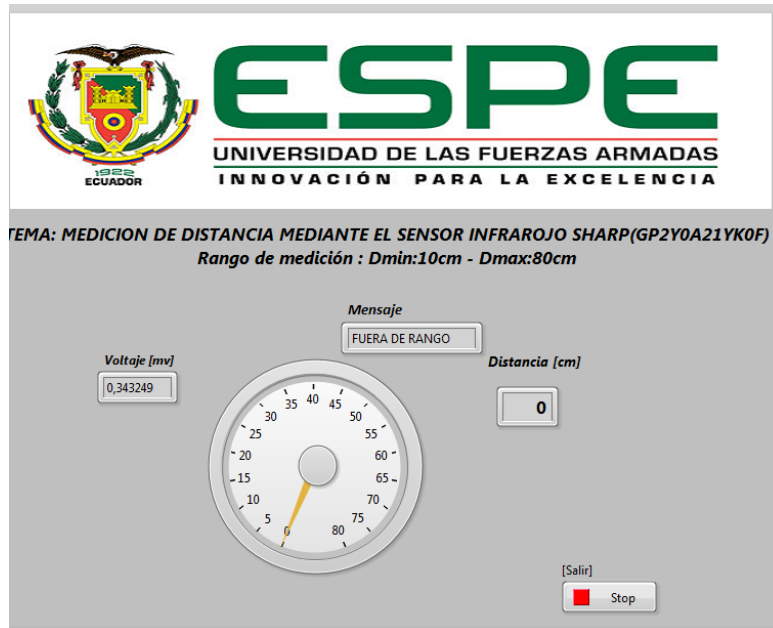 ESPE
1922
ECUADOR
UNIVERSIDAD DE LAS FUERZAS ARMADAS
INNOVACIÓN PARA LA EXCELENCIA
TEMA: MEDICION DE DISTANCIA MEDIANTE EL SENSOR INFRAROJO SHARP(GP2Y0A21YK0F)
Rango de medición : Dmin:10cm - Dmax:80cm
Mensaje
FUERA DE RANGO
Voltaje [mv]
0,343249
Distancia [cm]
0
0
5
10
15
20
25
30
35
40
45
50
55
60
65
70
75
80
[Salir]
Stop